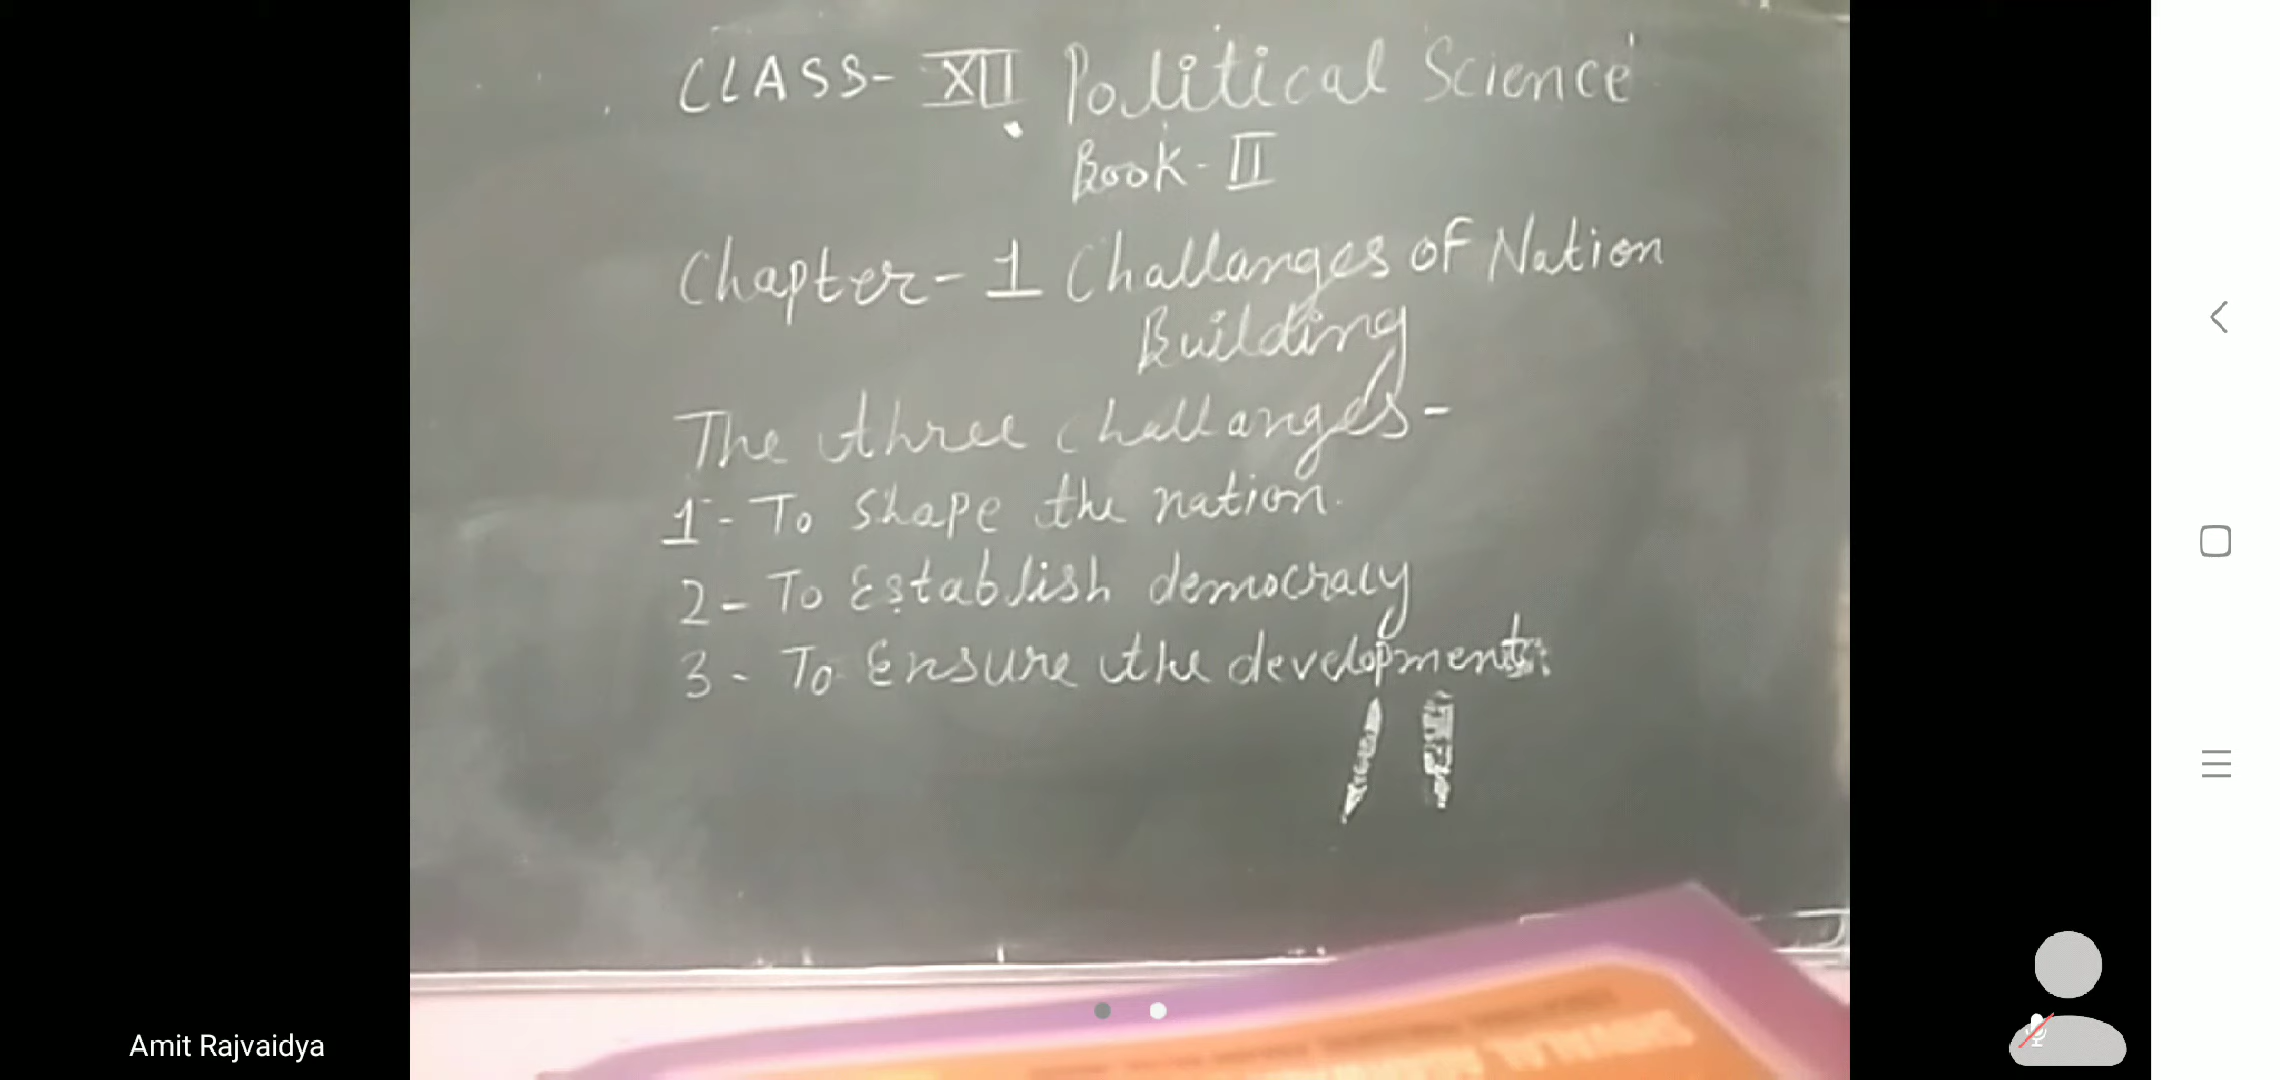 CLASS- XII Political Science
Book- II
Chapter- 1 Challanges of Nation
Building
The three challanges-
1- To shape the nation.
2- To Establish democracy
3- To Ensure the development
Amit Rajvaidya